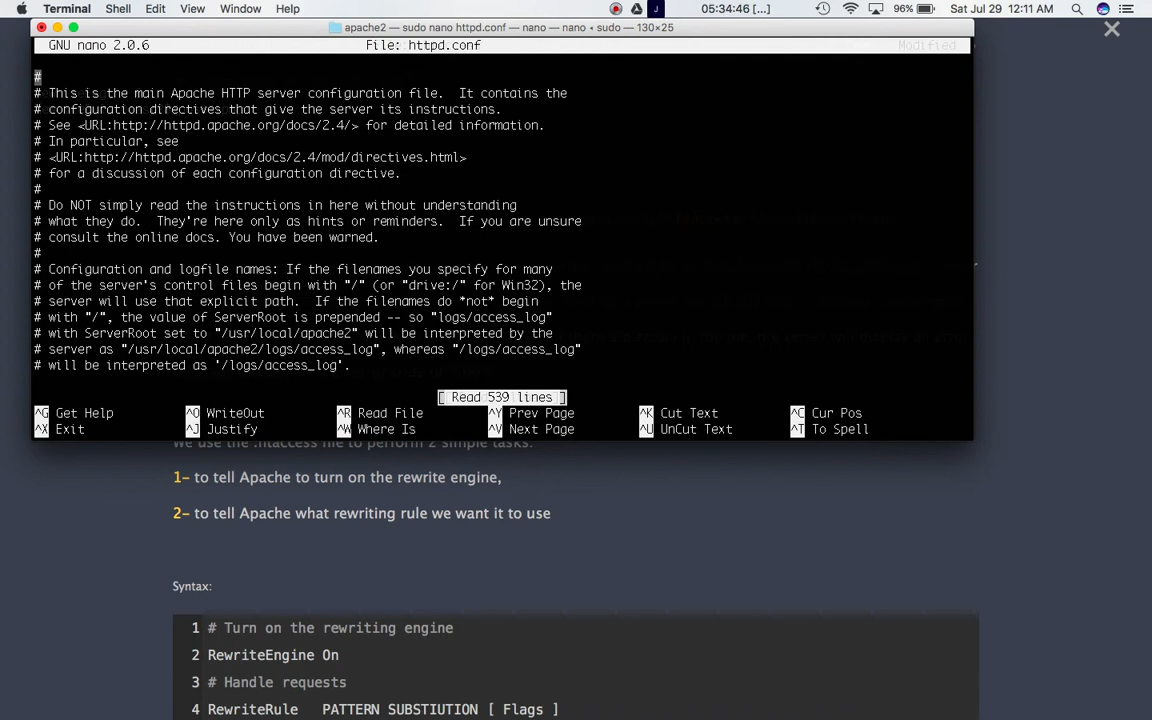 Terminal Shell Edit View Window Help 05:34:46 [...] 96% Sat Jul 29 12:11 AM
apache2 — sudo nano httpd.conf — nano — nano ◂ sudo — 130×25
GNU nano 2.0.6 File: httpd.conf Modified
#
# This is the main Apache HTTP server configuration file. It contains the
# configuration directives that give the server its instructions.
# See <URL:http://httpd.apache.org/docs/2.4/> for detailed information.
# In particular, see
# <URL:http://httpd.apache.org/docs/2.4/mod/directives.html>
# for a discussion of each configuration directive.
#
# Do NOT simply read the instructions in here without understanding
# what they do. They're here only as hints or reminders. If you are unsure
# consult the online docs. You have been warned.
#
# Configuration and logfile names: If the filenames you specify for many
# of the server's control files begin with "/" (or "drive:/" for Win32), the
# server will use that explicit path. If the filenames do *not* begin
# with "/", the value of ServerRoot is prepended -- so "logs/access_log"
# with ServerRoot set to "/usr/local/apache2" will be interpreted by the
# server as "/usr/local/apache2/logs/access_log", whereas "/logs/access_log"
# will be interpreted as '/logs/access_log'.
[ Read 539 lines ]
^G Get Help ^O WriteOut ^R Read File ^Y Prev Page ^K Cut Text ^C Cur Pos
^X Exit ^J Justify ^W Where Is ^V Next Page ^U UnCut Text ^T To Spell
We use the .htaccess file to perform 2 simple tasks:
1- to tell Apache to turn on the rewrite engine,
2- to tell Apache what rewriting rule we want it to use
Syntax:
1 # Turn on the rewriting engine
2 RewriteEngine On
3 # Handle requests
4 RewriteRule PATTERN SUBSTIUTION [ Flags ]